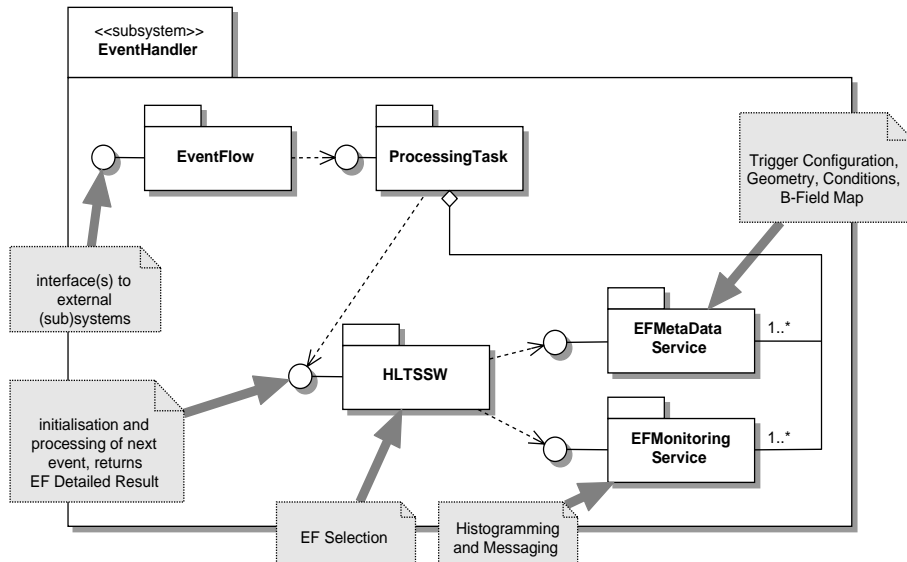 <<subsystem>>
EventHandler
EventFlow
ProcessingTask
Trigger Configuration,
Geometry, Conditions,
B-Field Map
interface(s) to
external
(sub)systems
EFMetaData
Service
1..*
HLTSSW
initialisation and
processing of next
event, returns
EF Detailed Result
EFMonitoring
Service
1..*
EF Selection
Histogramming
and Messaging